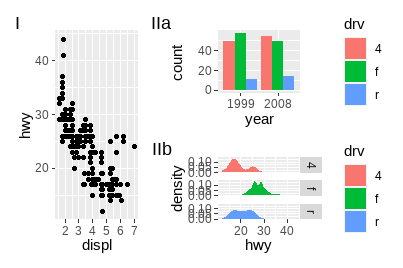 I
hwy
40
30
20
2 3 4 5 6 7
displ
IIa
count
40
20
0
1999 2008
year
drv
4
f
r
IIb
density
0.10
0.05
0.00
4
0.10
0.05
0.00
f
0.10
0.05
0.00
r
20 30 40
hwy
drv
4
f
r